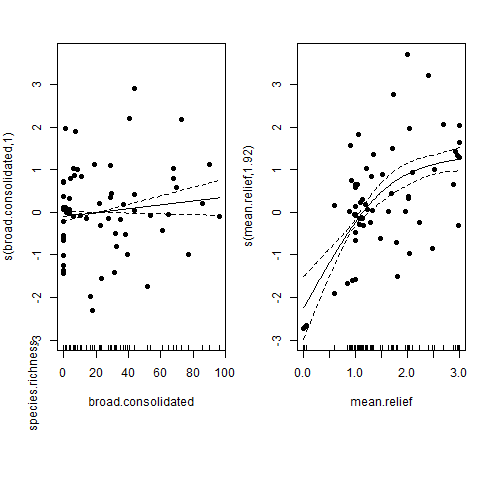 s(broad.consolidated,1)
3
2
1
0
-1
-2
-3
0 20 40 60 80 100
broad.consolidated
species.richness
s(mean.relief,1.92)
3
2
1
0
-1
-2
-3
0.0 1.0 2.0 3.0
mean.relief